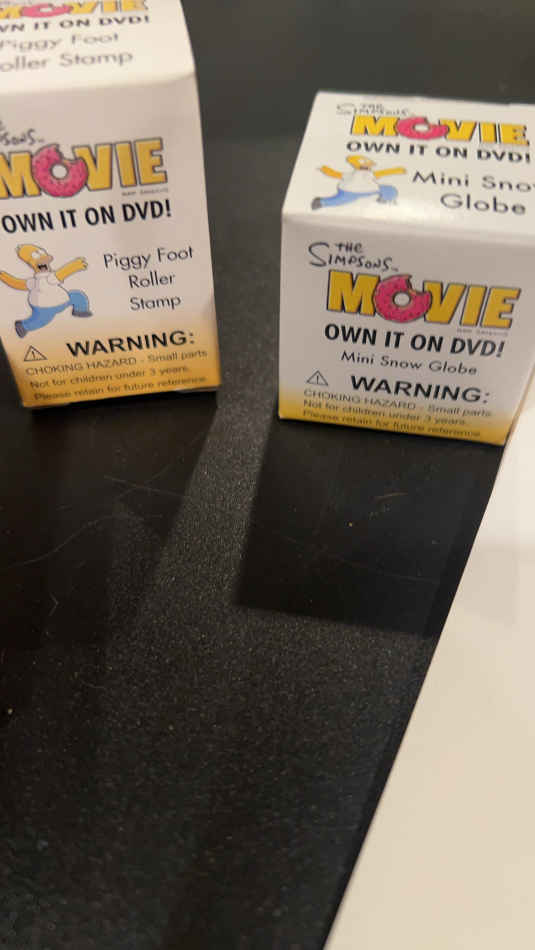 MOVIE
OWN IT ON DVD!
Piggy Foot
Roller Stamp
MOVIE
OWN IT ON DVD!
Piggy Foot
Roller
Stamp
WARNING:
CHOKING HAZARD - Small parts
Not for children under 3 years.
Please retain for future reference.
THE
SIMPSONS
MOVIE
OWN IT ON DVD!
Mini Snow
Globe
THE
SIMPSONS
MOVIE
OWN IT ON DVD!
Mini Snow Globe
WARNING:
CHOKING HAZARD - Small parts.
Not for children under 3 years.
Please retain for future reference.